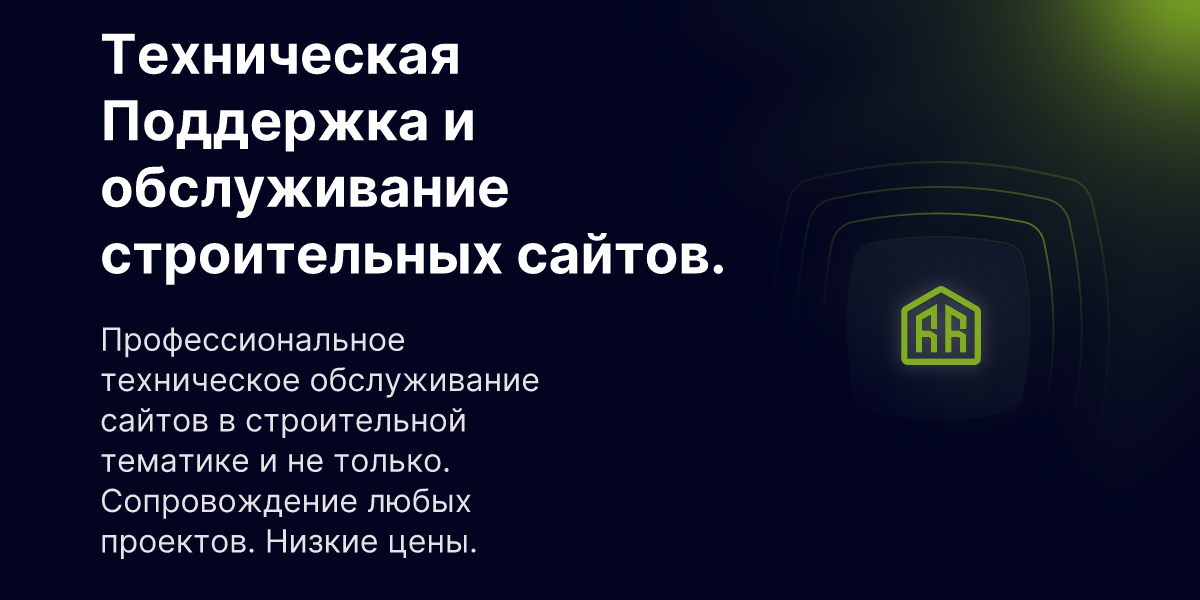 Техническая
Поддержка и
обслуживание
строительных сайтов.
Профессиональное
техническое обслуживание
сайтов в строительной
тематике и не только.
Сопровождение любых
проектов. Низкие цены.